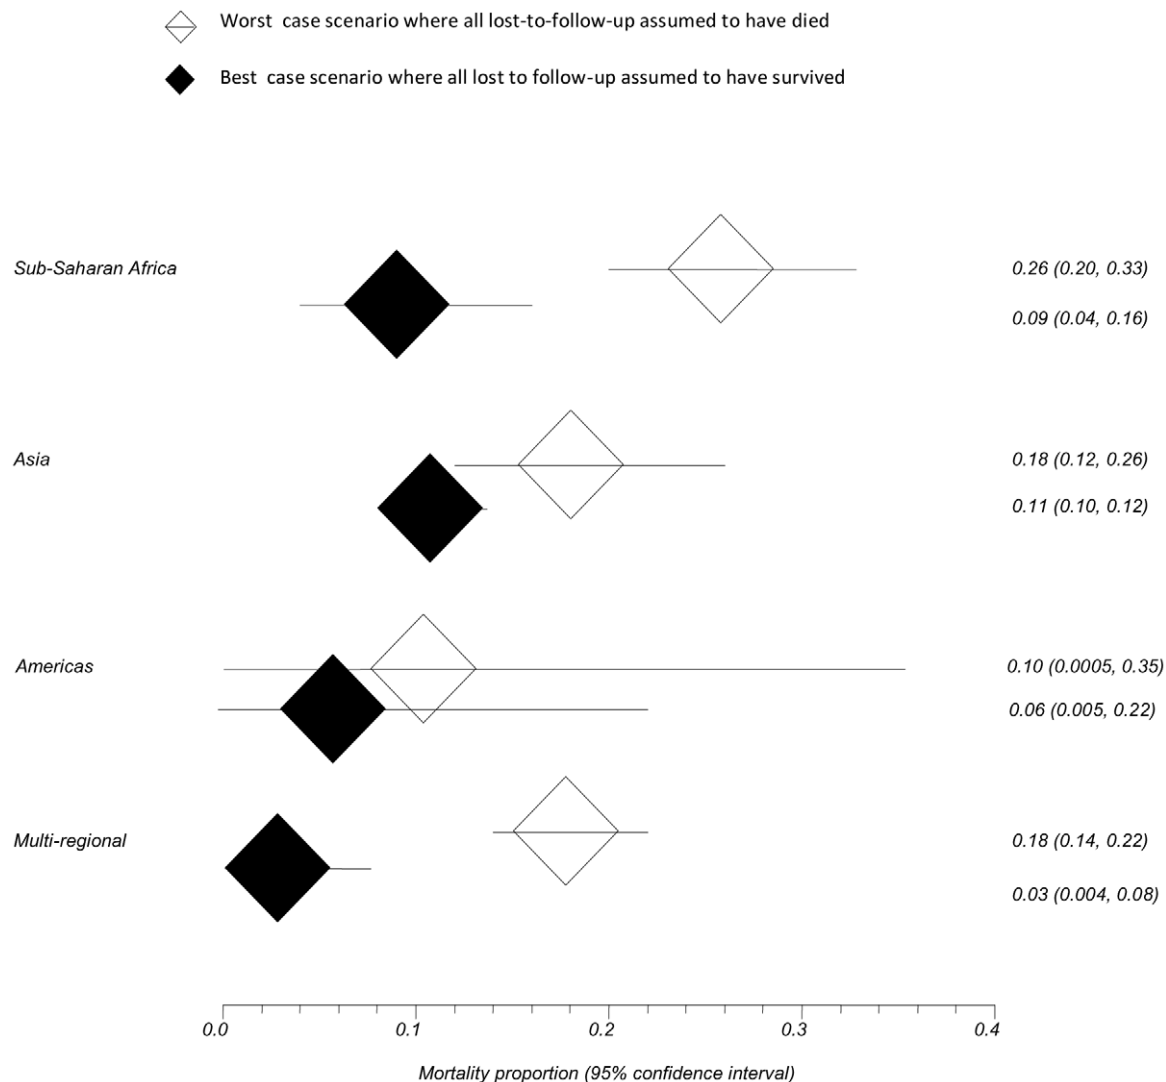 Worst case scenario where all lost-to-follow-up assumed to have died
Best case scenario where all lost to follow-up assumed to have survived
Sub-Saharan Africa
0.26 (0.20, 0.33)
0.09 (0.04, 0.16)
Asia
0.18 (0.12, 0.26)
0.11 (0.10, 0.12)
Americas
0.10 (0.0005, 0.35)
0.06 (0.005, 0.22)
Multi-regional
0.18 (0.14, 0.22)
0.03 (0.004, 0.08)
0.0 0.1 0.2 0.3 0.4
Mortality proportion (95% confidence interval)